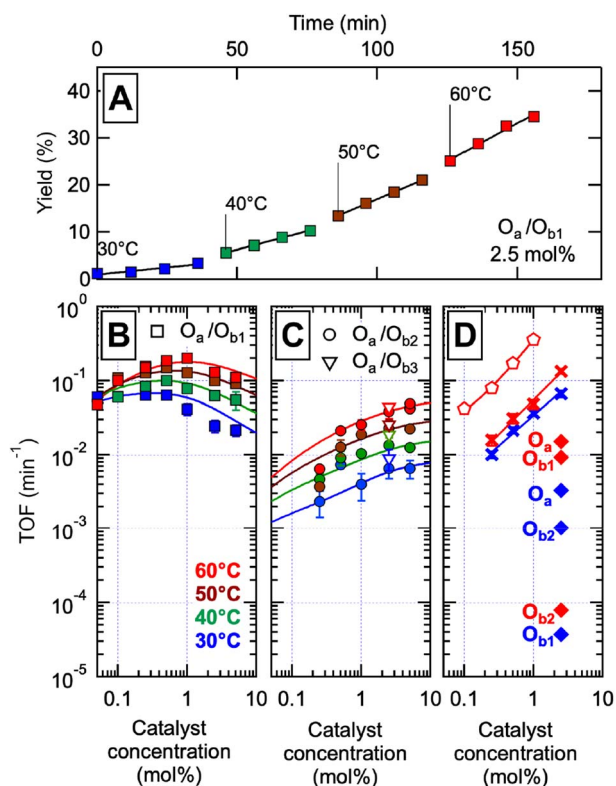 Time (min)
0 50 100 150
A
40
30
20
10
0
Yield (%)
30°C
40°C
50°C
60°C
Oa/Ob1
2.5 mol%
B
Oa/Ob1
C
Oa/Ob2
Oa/Ob3
D
10^0
10^-1
10^-2
10^-3
10^-4
10^-5
TOF (min^-1)
60°C
50°C
40°C
30°C
Oa
Ob1
Oa
Ob2
Ob2
Ob1
0.1 1 10
0.1 1 10
0.1 1 10
Catalyst
concentration
(mol%)
Catalyst
concentration
(mol%)
Catalyst
concentration
(mol%)